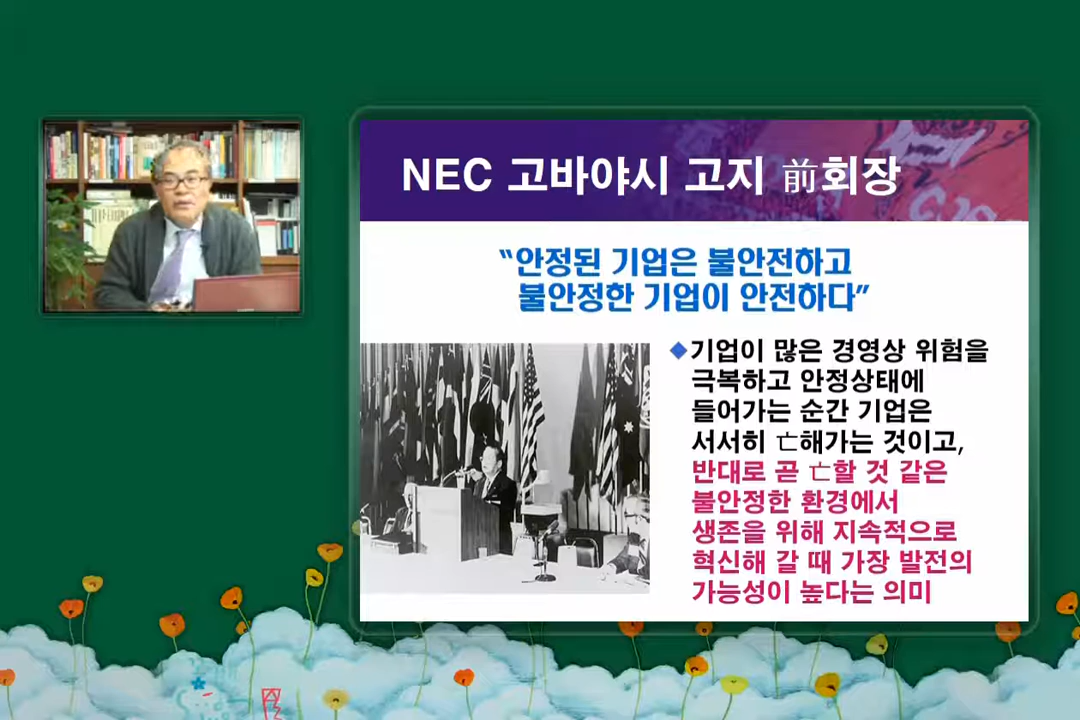 NEC 고바야시 고지 前회장
“안정된 기업은 불안전하고
불안정한 기업이 안전하다”
◆기업이 많은 경영상 위험을
극복하고 안정상태에
들어가는 순간 기업은
서서히 亡해가는 것이고,
반대로 곧 亡할 것 같은
불안정한 환경에서
생존을 위해 지속적으로
혁신해 갈 때 가장 발전의
가능성이 높다는 의미